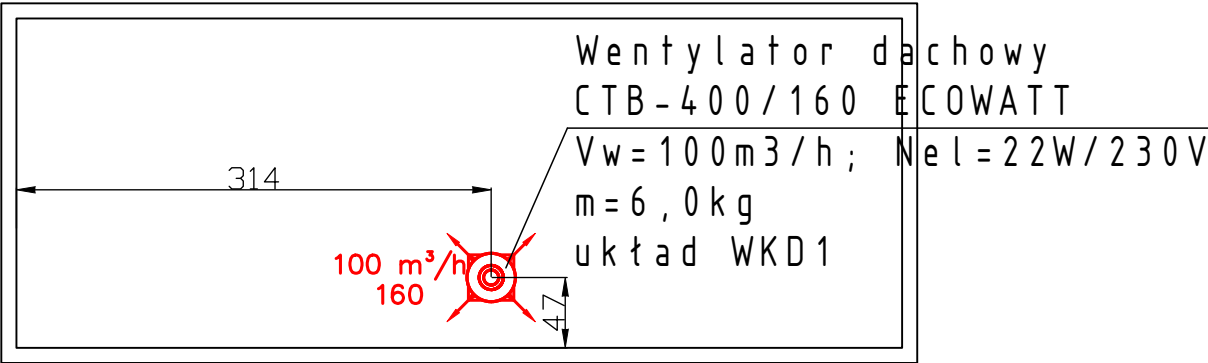 Wentylator dachowy
CTB-400/160 ECOWATT
Vw=100m3/h; Nel=22W/230V
m=6,0kg
układ WKD1
314
100 m³/h
160
47